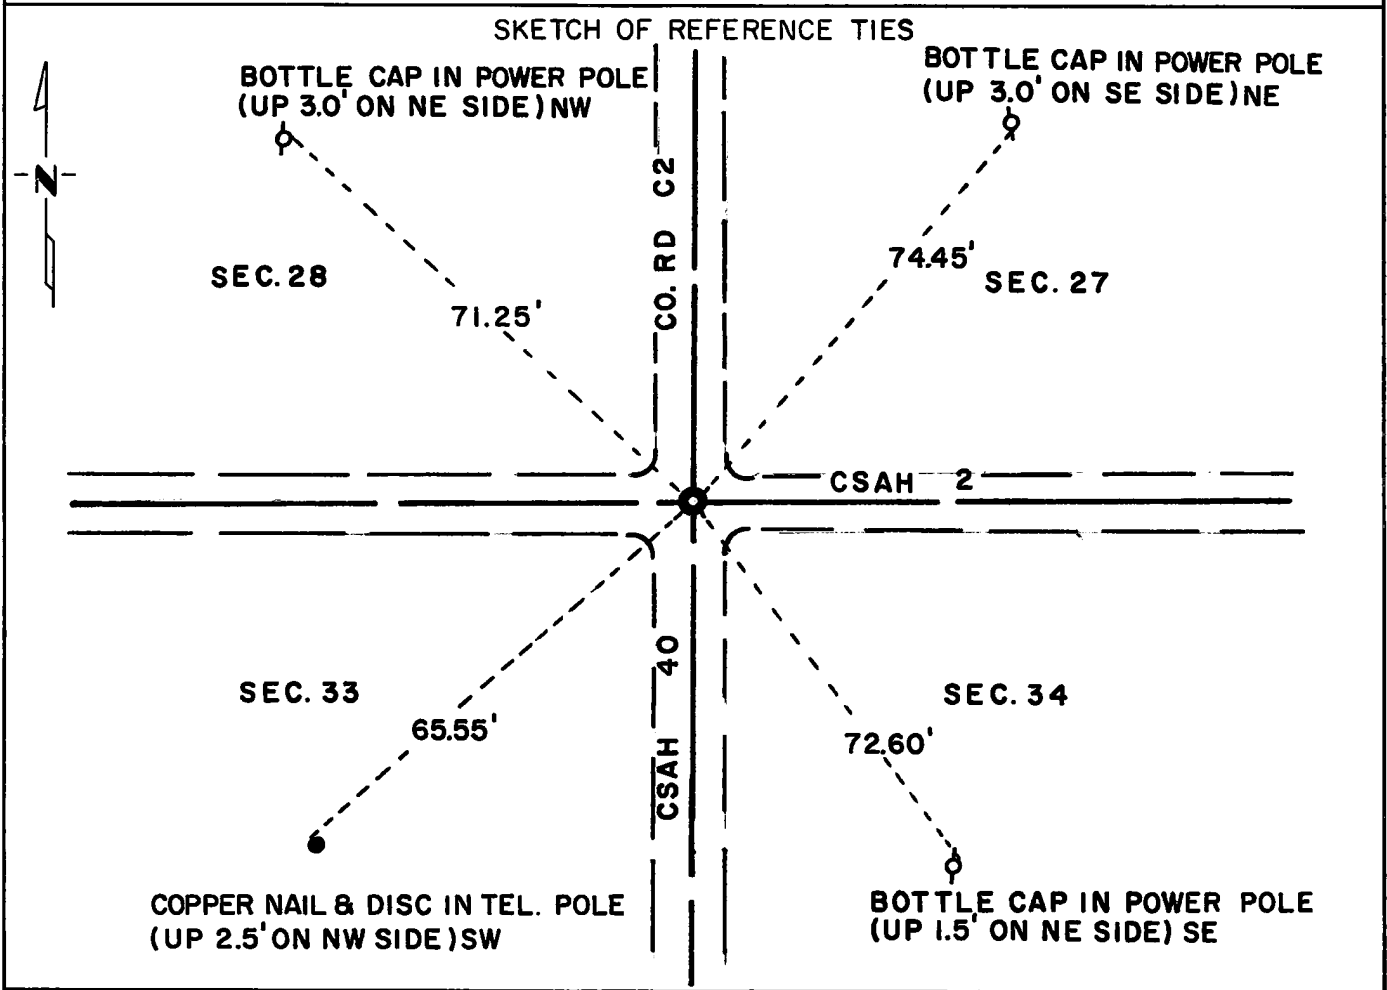 SKETCH OF REFERENCE TIES
BOTTLE CAP IN POWER POLE
(UP 3.0' ON NE SIDE) NW
BOTTLE CAP IN POWER POLE
(UP 3.0' ON SE SIDE) NE
N
CO. RD C2
74.45'
SEC. 28
SEC. 27
71.25'
CSAH 2
CSAH 40
SEC. 33
SEC. 34
65.55'
72.60'
COPPER NAIL & DISC IN TEL. POLE
(UP 2.5' ON NW SIDE) SW
BOTTLE CAP IN POWER POLE
(UP 1.5' ON NE SIDE) SE